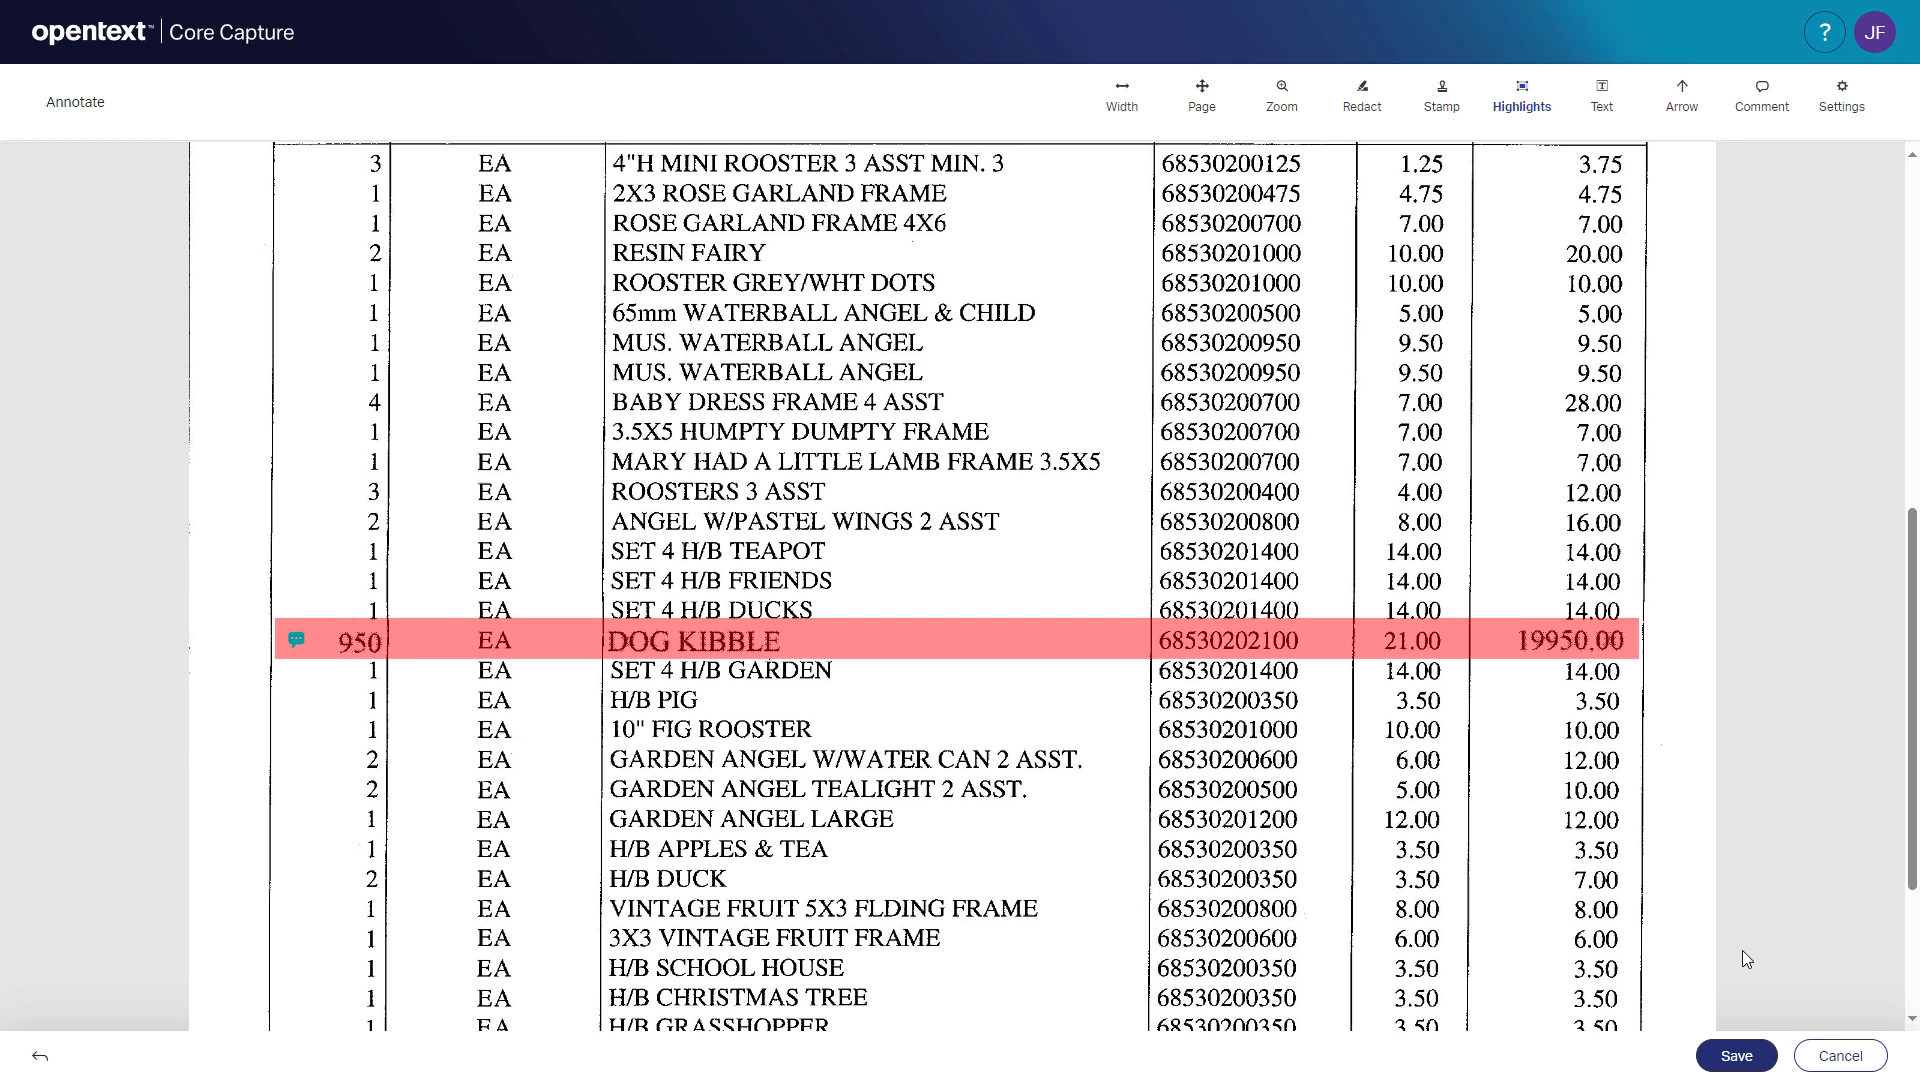 opentext™ | Core Capture
? JF
Annotate
Width Page Zoom Redact Stamp Highlights Text Arrow Comment Settings
3 EA 4"H MINI ROOSTER 3 ASST MIN. 3 68530200125 1.25 3.75
1 EA 2X3 ROSE GARLAND FRAME 68530200475 4.75 4.75
1 EA ROSE GARLAND FRAME 4X6 68530200700 7.00 7.00
2 EA RESIN FAIRY 68530201000 10.00 20.00
1 EA ROOSTER GREY/WHT DOTS 68530201000 10.00 10.00
1 EA 65mm WATERBALL ANGEL & CHILD 68530200500 5.00 5.00
1 EA MUS. WATERBALL ANGEL 68530200950 9.50 9.50
1 EA MUS. WATERBALL ANGEL 68530200950 9.50 9.50
4 EA BABY DRESS FRAME 4 ASST 68530200700 7.00 28.00
1 EA 3.5X5 HUMPTY DUMPTY FRAME 68530200700 7.00 7.00
1 EA MARY HAD A LITTLE LAMB FRAME 3.5X5 68530200700 7.00 7.00
3 EA ROOSTERS 3 ASST 68530200400 4.00 12.00
2 EA ANGEL W/PASTEL WINGS 2 ASST 68530200800 8.00 16.00
1 EA SET 4 H/B TEAPOT 68530201400 14.00 14.00
1 EA SET 4 H/B FRIENDS 68530201400 14.00 14.00
1 EA SET 4 H/B DUCKS 68530201400 14.00 14.00
950 EA DOG KIBBLE 68530202100 21.00 19950.00
1 EA SET 4 H/B GARDEN 68530201400 14.00 14.00
1 EA H/B PIG 68530200350 3.50 3.50
1 EA 10" FIG ROOSTER 68530201000 10.00 10.00
2 EA GARDEN ANGEL W/WATER CAN 2 ASST. 68530200600 6.00 12.00
2 EA GARDEN ANGEL TEALIGHT 2 ASST. 68530200500 5.00 10.00
1 EA GARDEN ANGEL LARGE 68530201200 12.00 12.00
1 EA H/B APPLES & TEA 68530200350 3.50 3.50
2 EA H/B DUCK 68530200350 3.50 7.00
1 EA VINTAGE FRUIT 5X3 FLDING FRAME 68530200800 8.00 8.00
1 EA 3X3 VINTAGE FRUIT FRAME 68530200600 6.00 6.00
1 EA H/B SCHOOL HOUSE 68530200350 3.50 3.50
1 EA H/B CHRISTMAS TREE 68530200350 3.50 3.50
1 EA H/B GRASSHOPPER 68530200350 3.50 3.50
Save Cancel